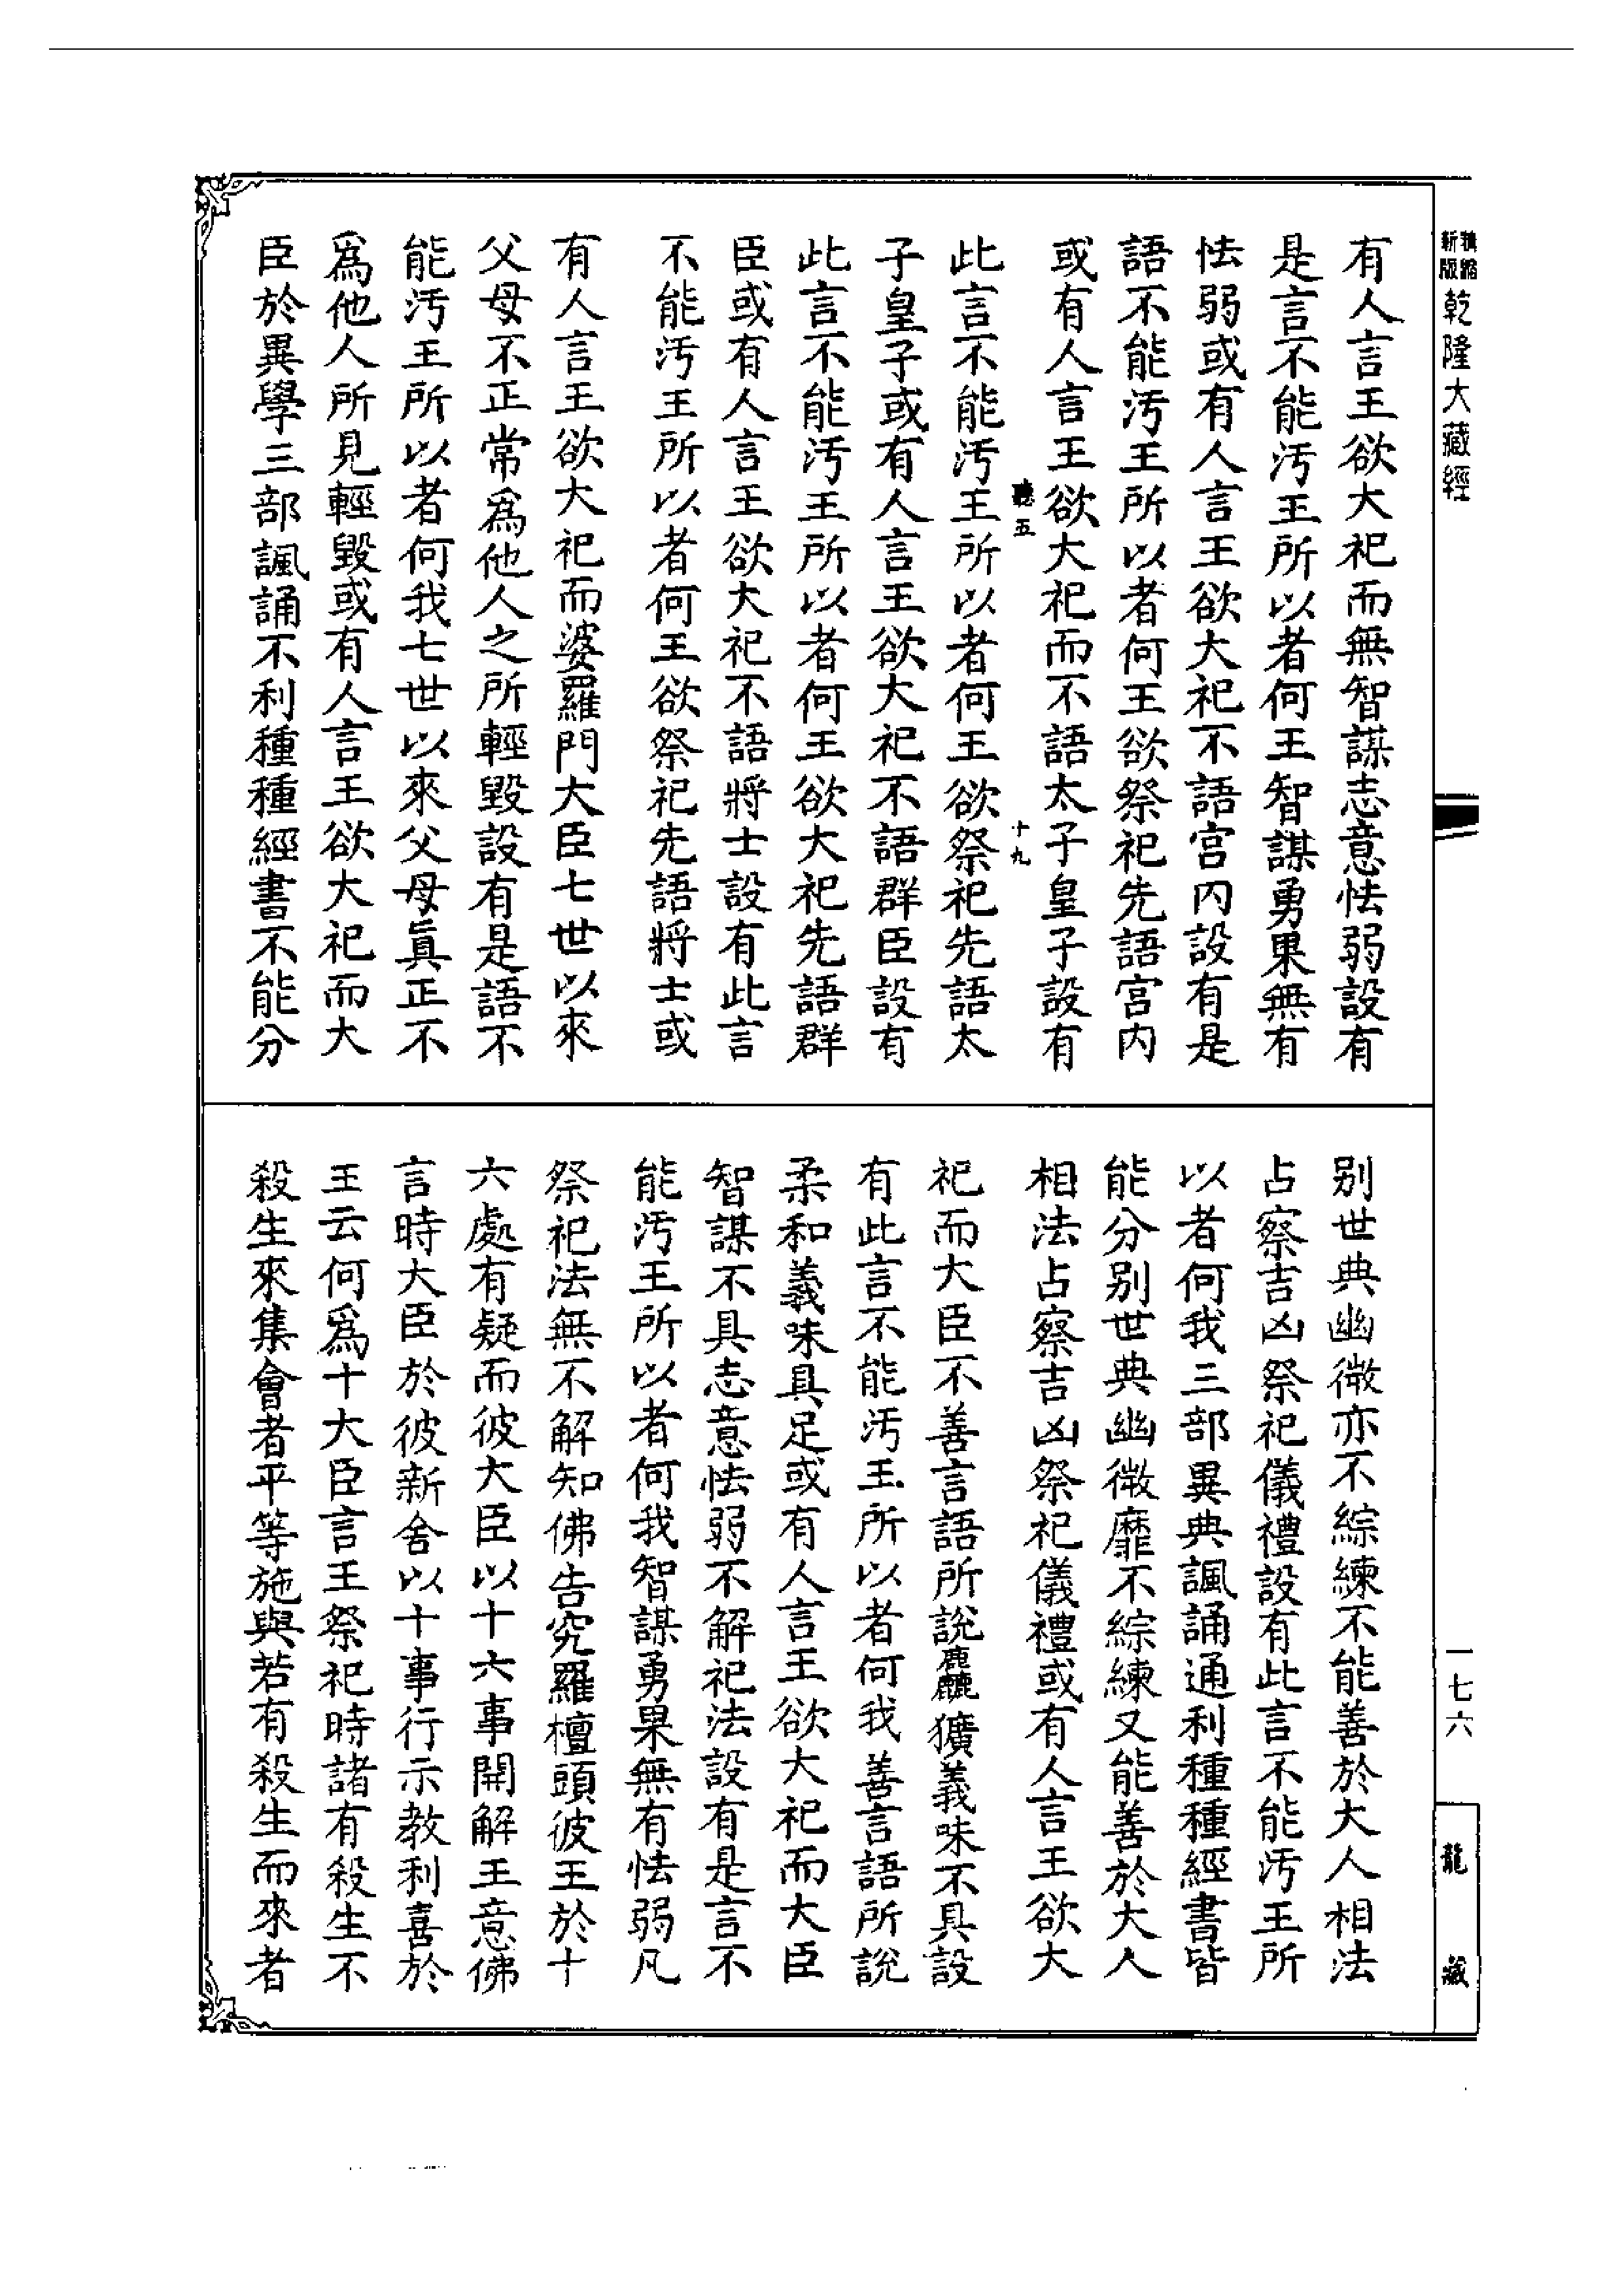 精縮
新版
乾隆大藏經
有人言王欲大祀而無智謀志意怯弱設有
是言不能污王所以者何王智謀勇果無有
怯弱或有人言王欲大祀不語宮內設有是
語不能污王所以者何王欲祭祀先語宮內
或有人言王欲大祀而不語太子皇子設有
聽五
十九
此言不能污王所以者何王欲祭祀先語太
子皇子或有人言王欲大祀不語群臣設有
此言不能污王所以者何王欲大祀先語群
臣或有人言王欲大祀不語將士設有此言
不能污王所以者何王欲祭祀先語將士或
有人言王欲大祀而婆羅門大臣七世以來
父母不正常為他人之所輕毀設有是語不
能污王所以者何我七世以來父母真正不
為他人所見輕毀或有人言王欲大祀而大
臣於異學三部諷誦不利種種經書不能分
別世典幽微亦不綜練不能善於大人相法
占察吉凶祭祀儀禮設有此言不能污王所
以者何我三部異典諷誦通利種種經書皆
能分別世典幽微靡不綜練又能善於大人
相法占察吉凶祭祀儀禮或有人言王欲大
祀而大臣不善言語所說麤獷義味不具設
有此言不能污王所以者何我善言語所說
柔和義味具足或有人言王欲大祀而大臣
智謀不具志意怯弱不解祀法設有是言不
能污王所以者何我智謀勇果無有怯弱凡
祭祀法無不解知佛告究羅檀頭彼王於十
六處有疑而彼大臣以十六事開解王意佛
言時大臣於彼新舍以十事行示教利喜於
王云何為十大臣言王祭祀時諸有殺生不
殺生來集會者平等施與若有殺生而來者
一七六
龍藏